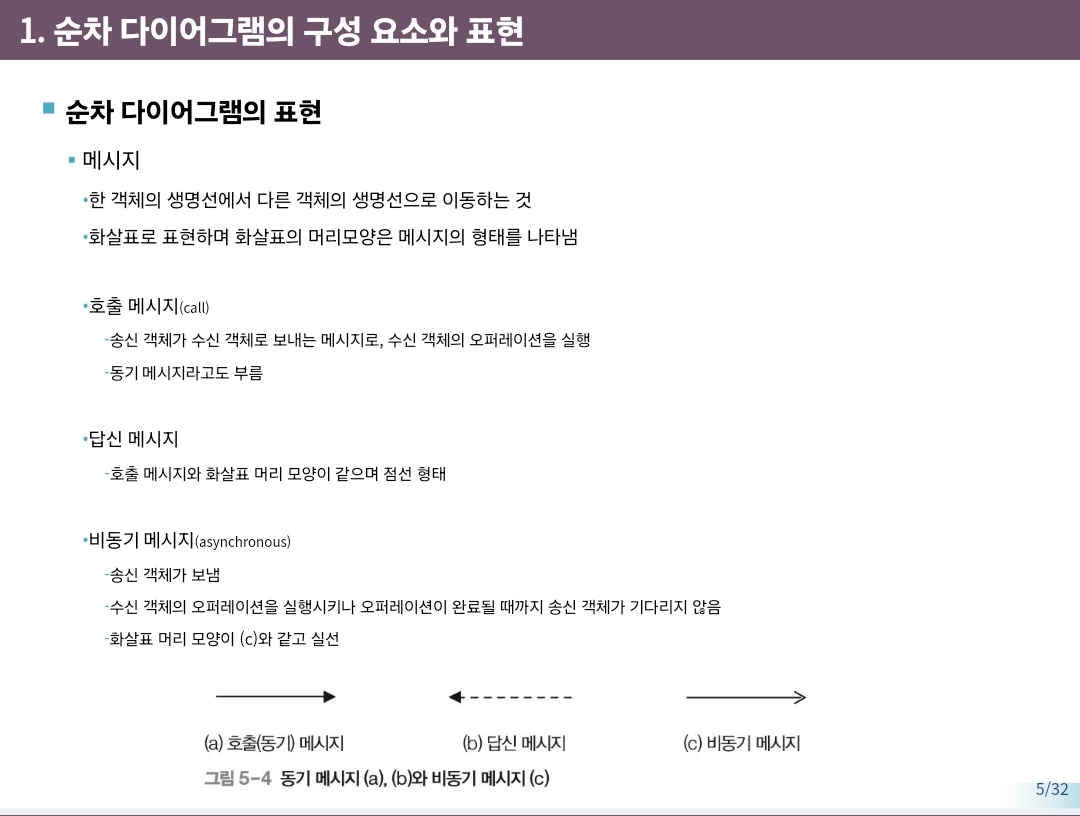 1. 순차 다이어그램의 구성 요소와 표현
순차 다이어그램의 표현
메시지
•한 객체의 생명선에서 다른 객체의 생명선으로 이동하는 것
•화살표로 표현하며 화살표의 머리모양은 메시지의 형태를 나타냄
•호출 메시지(call)
-송신 객체가 수신 객체로 보내는 메시지로, 수신 객체의 오퍼레이션을 실행
-동기 메시지라고도 부름
•답신 메시지
-호출 메시지와 화살표 머리 모양이 같으며 점선 형태
•비동기 메시지(asynchronous)
-송신 객체가 보냄
-수신 객체의 오퍼레이션을 실행시키나 오퍼레이션이 완료될 때까지 송신 객체가 기다리지 않음
-화살표 머리 모양이 (c)와 같고 실선
(a) 호출(동기) 메시지 (b) 답신 메시지 (c) 비동기 메시지
그림 5-4 동기 메시지 (a), (b)와 비동기 메시지 (c)
5/32